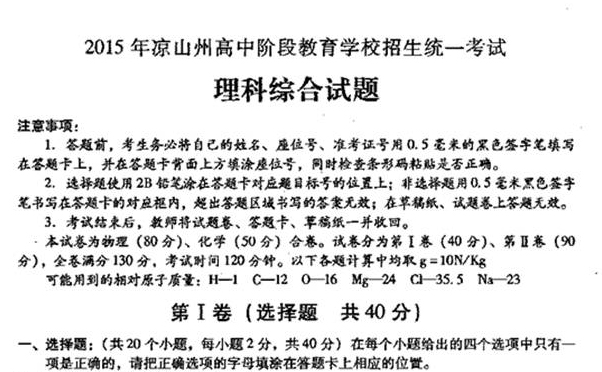 2015年凉山州高中阶段教育学校招生统一考试
理科综合试题
注意事项：
1. 答题前，考生务必将自己的姓名、座位号、准考证号用0.5毫米的黑色签字笔填写
在答题卡上，并在答题卡背面上方填涂座位号，同时检查条形码粘贴是否正确。
2. 选择题使用2B铅笔涂在答题卡对应题目标号的位置上；非选择题用0.5毫米黑色签字
笔书写在答题卡的对应框内，超出答题区域书写的答案无效；在草稿纸、试题卷上答题无效。
3. 考试结束后，教师将试题卷、答题卡、草稿纸一并收回。
本试卷为物理（80分）、化学（50分）合卷。试卷分为第Ⅰ卷（40分）、第Ⅱ卷（90
分），全卷满分130分，考试时间120分钟。以下各题计算中均取g=10N/Kg
可能用到的相对原子质量：H—1 C—12 O—16 Mg—24 Cl—35.5 Na—23
第Ⅰ卷（选择题 共40分）
一、选择题：（共20个小题，每小题2分，共40分）在每个小题给出的四个选项中只有一
项是正确的，请把正确选项的字母填涂在答题卡上相应的位置。